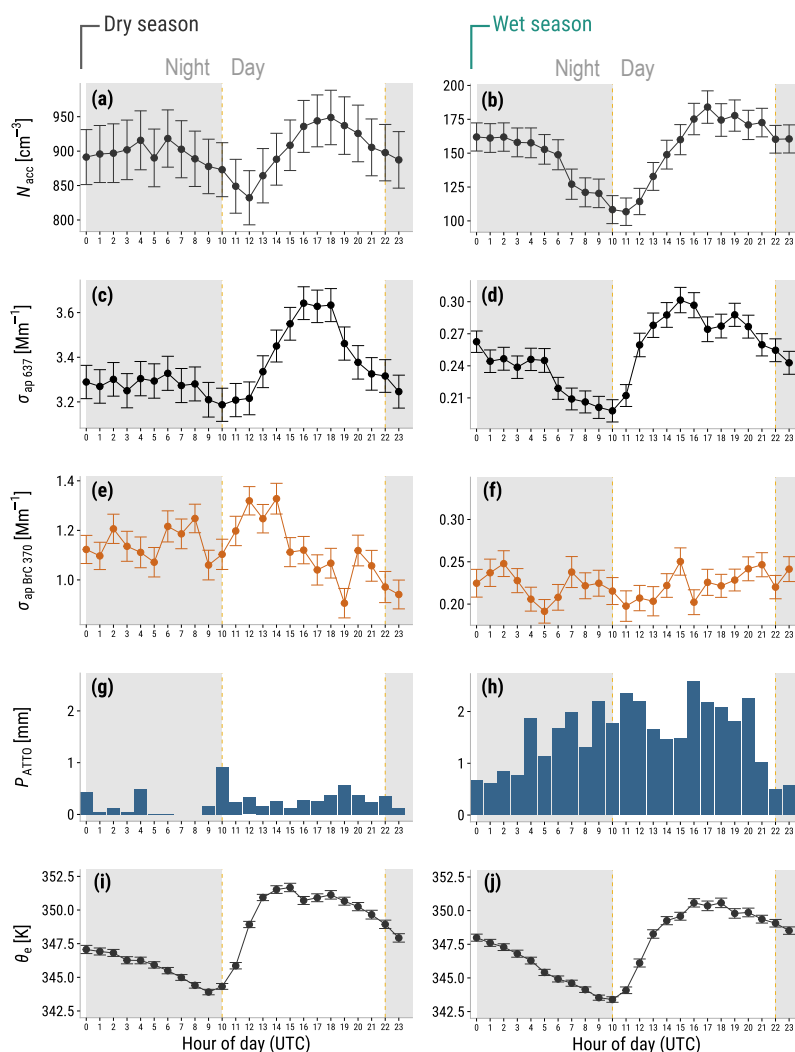 Dry season
Wet season
Night Day
Night Day
(a)
N acc [cm⁻³]
950
900
850
800
0 1 2 3 4 5 6 7 8 9 10 11 12 13 14 15 16 17 18 19 20 21 22 23
(b)
200
175
150
125
100
0 1 2 3 4 5 6 7 8 9 10 11 12 13 14 15 16 17 18 19 20 21 22 23
(c)
σ ap 637 [Mm⁻¹]
3.6
3.4
3.2
0 1 2 3 4 5 6 7 8 9 10 11 12 13 14 15 16 17 18 19 20 21 22 23
(d)
0.30
0.27
0.24
0.21
0 1 2 3 4 5 6 7 8 9 10 11 12 13 14 15 16 17 18 19 20 21 22 23
(e)
σ ap BrC 370 [Mm⁻¹]
1.4
1.2
1.0
0 1 2 3 4 5 6 7 8 9 10 11 12 13 14 15 16 17 18 19 20 21 22 23
(f)
0.30
0.25
0.20
0 1 2 3 4 5 6 7 8 9 10 11 12 13 14 15 16 17 18 19 20 21 22 23
(g)
P ATTO [mm]
2
1
0
0 1 2 3 4 5 6 7 8 9 10 11 12 13 14 15 16 17 18 19 20 21 22 23
(h)
2
1
0
0 1 2 3 4 5 6 7 8 9 10 11 12 13 14 15 16 17 18 19 20 21 22 23
(i)
θ e [K]
352.5
350.0
347.5
345.0
342.5
0 1 2 3 4 5 6 7 8 9 10 11 12 13 14 15 16 17 18 19 20 21 22 23
Hour of day (UTC)
(j)
352.5
350.0
347.5
345.0
342.5
0 1 2 3 4 5 6 7 8 9 10 11 12 13 14 15 16 17 18 19 20 21 22 23
Hour of day (UTC)